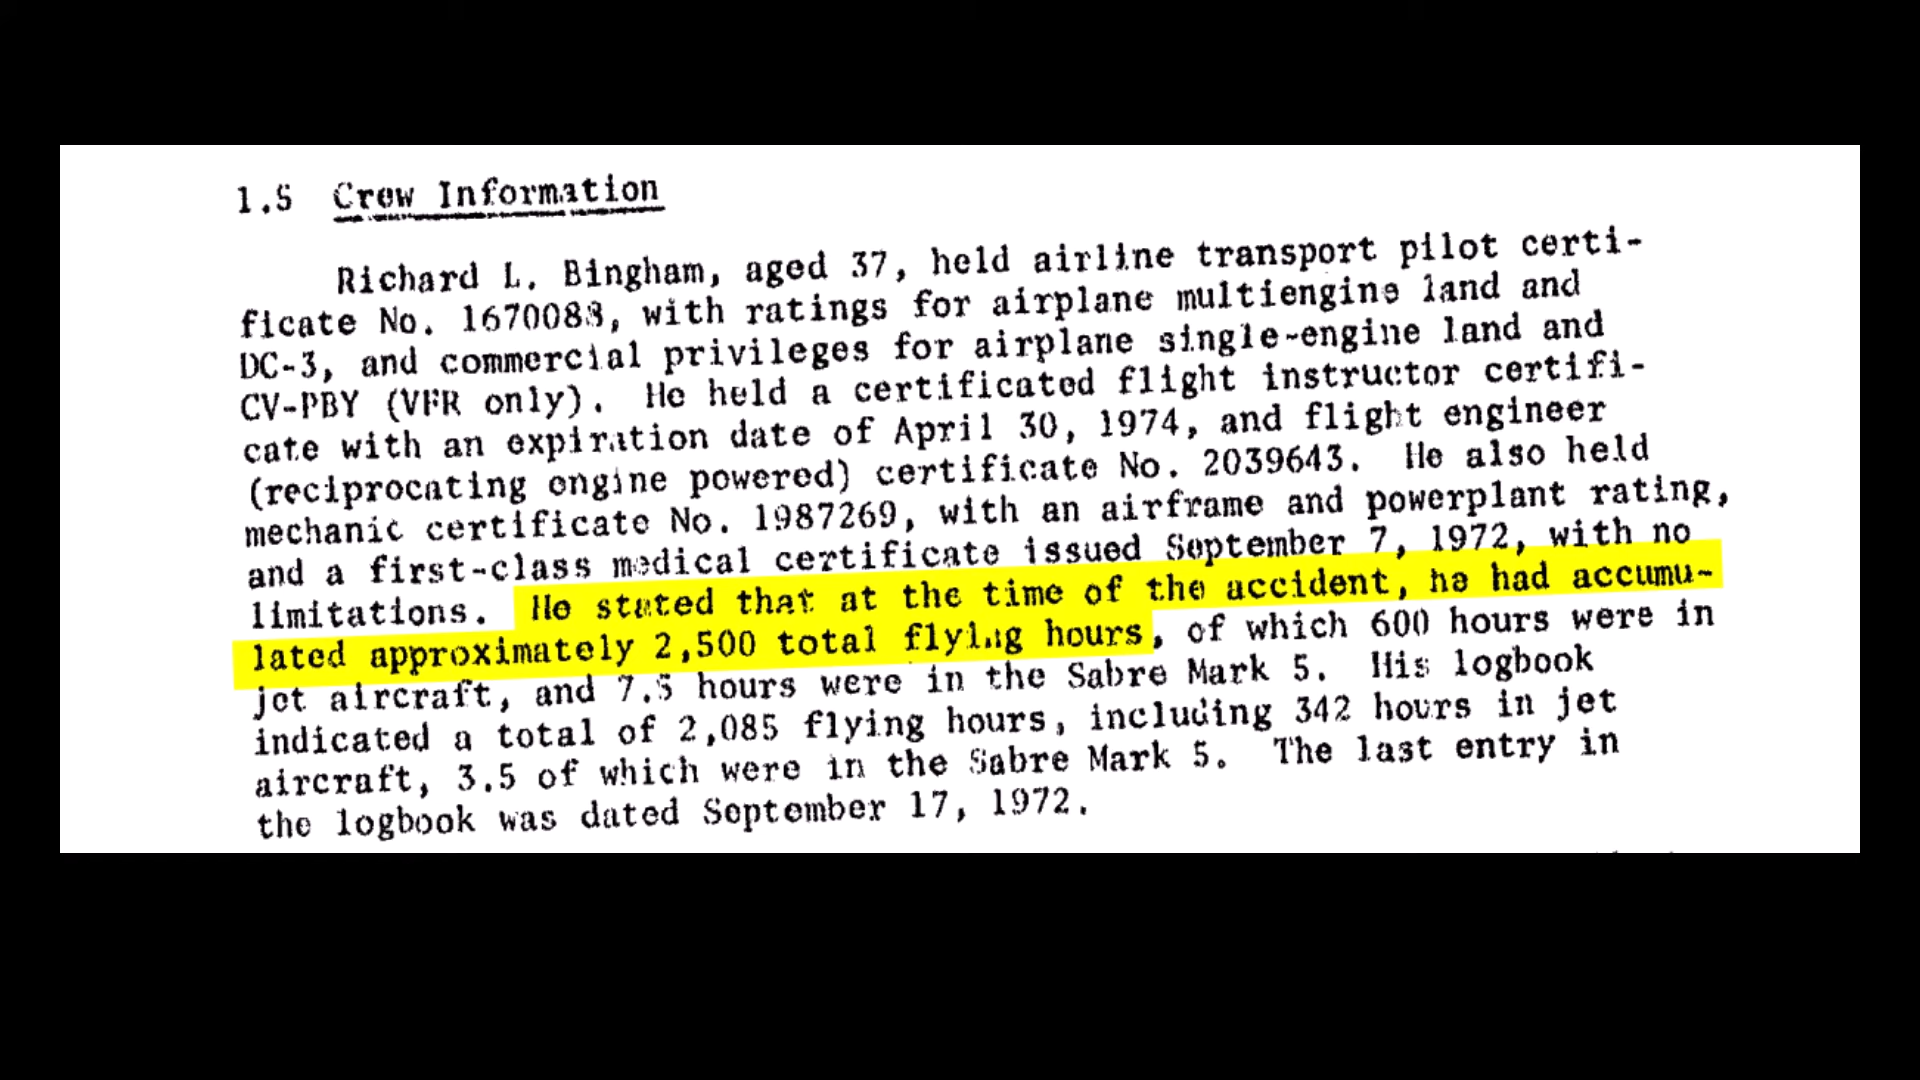 1.5 Crew Information
Richard L. Bingham, aged 37, held airline transport pilot certi-
ficate No. 1670083, with ratings for airplane multiengine land and
DC-3, and commercial privileges for airplane single-engine land and
CV-PBY (VFR only). He held a certificated flight instructor certifi-
cate with an expiration date of April 30, 1974, and flight engineer
(reciprocating engine powered) certificate No. 2039643. He also held
mechanic certificate No. 1987269, with an airframe and powerplant rating,
and a first-class medical certificate issued September 7, 1972, with no
limitations. He stated that at the time of the accident, he had accumu-
lated approximately 2,500 total flying hours, of which 600 hours were in
jet aircraft, and 7.5 hours were in the Sabre Mark 5. His logbook
indicated a total of 2,085 flying hours, including 342 hours in jet
aircraft, 3.5 of which were in the Sabre Mark 5. The last entry in
the logbook was dated September 17, 1972.